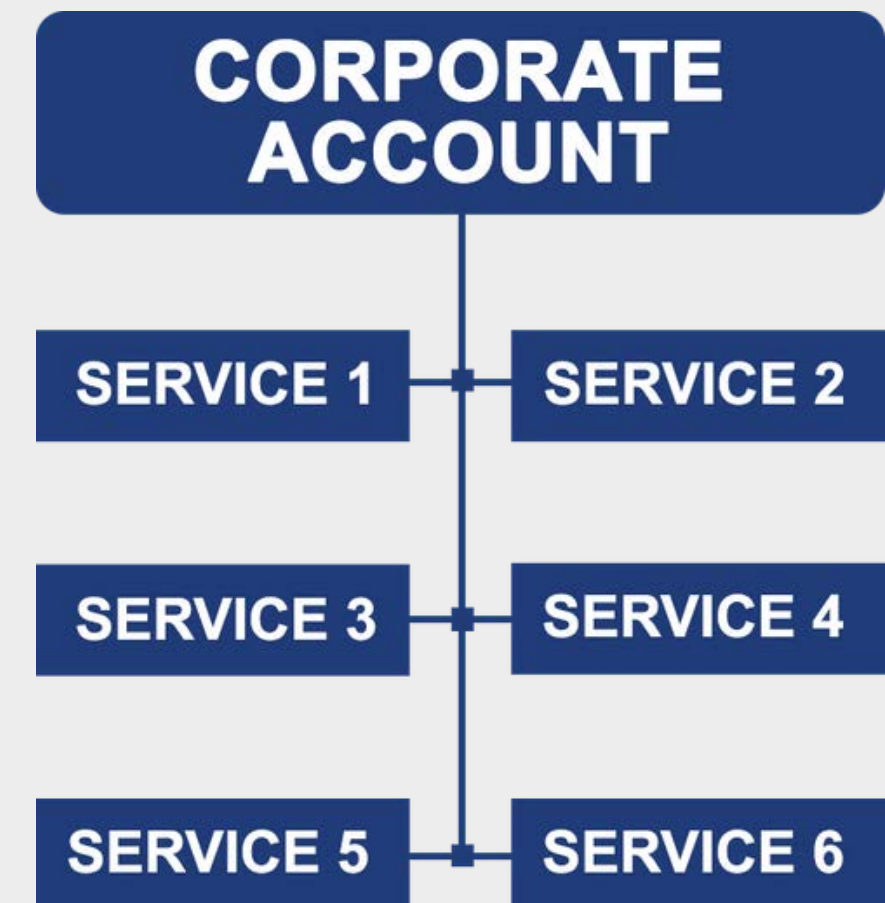 CORPORATE
ACCOUNT
SERVICE 1
SERVICE 2
SERVICE 3
SERVICE 4
SERVICE 5
SERVICE 6